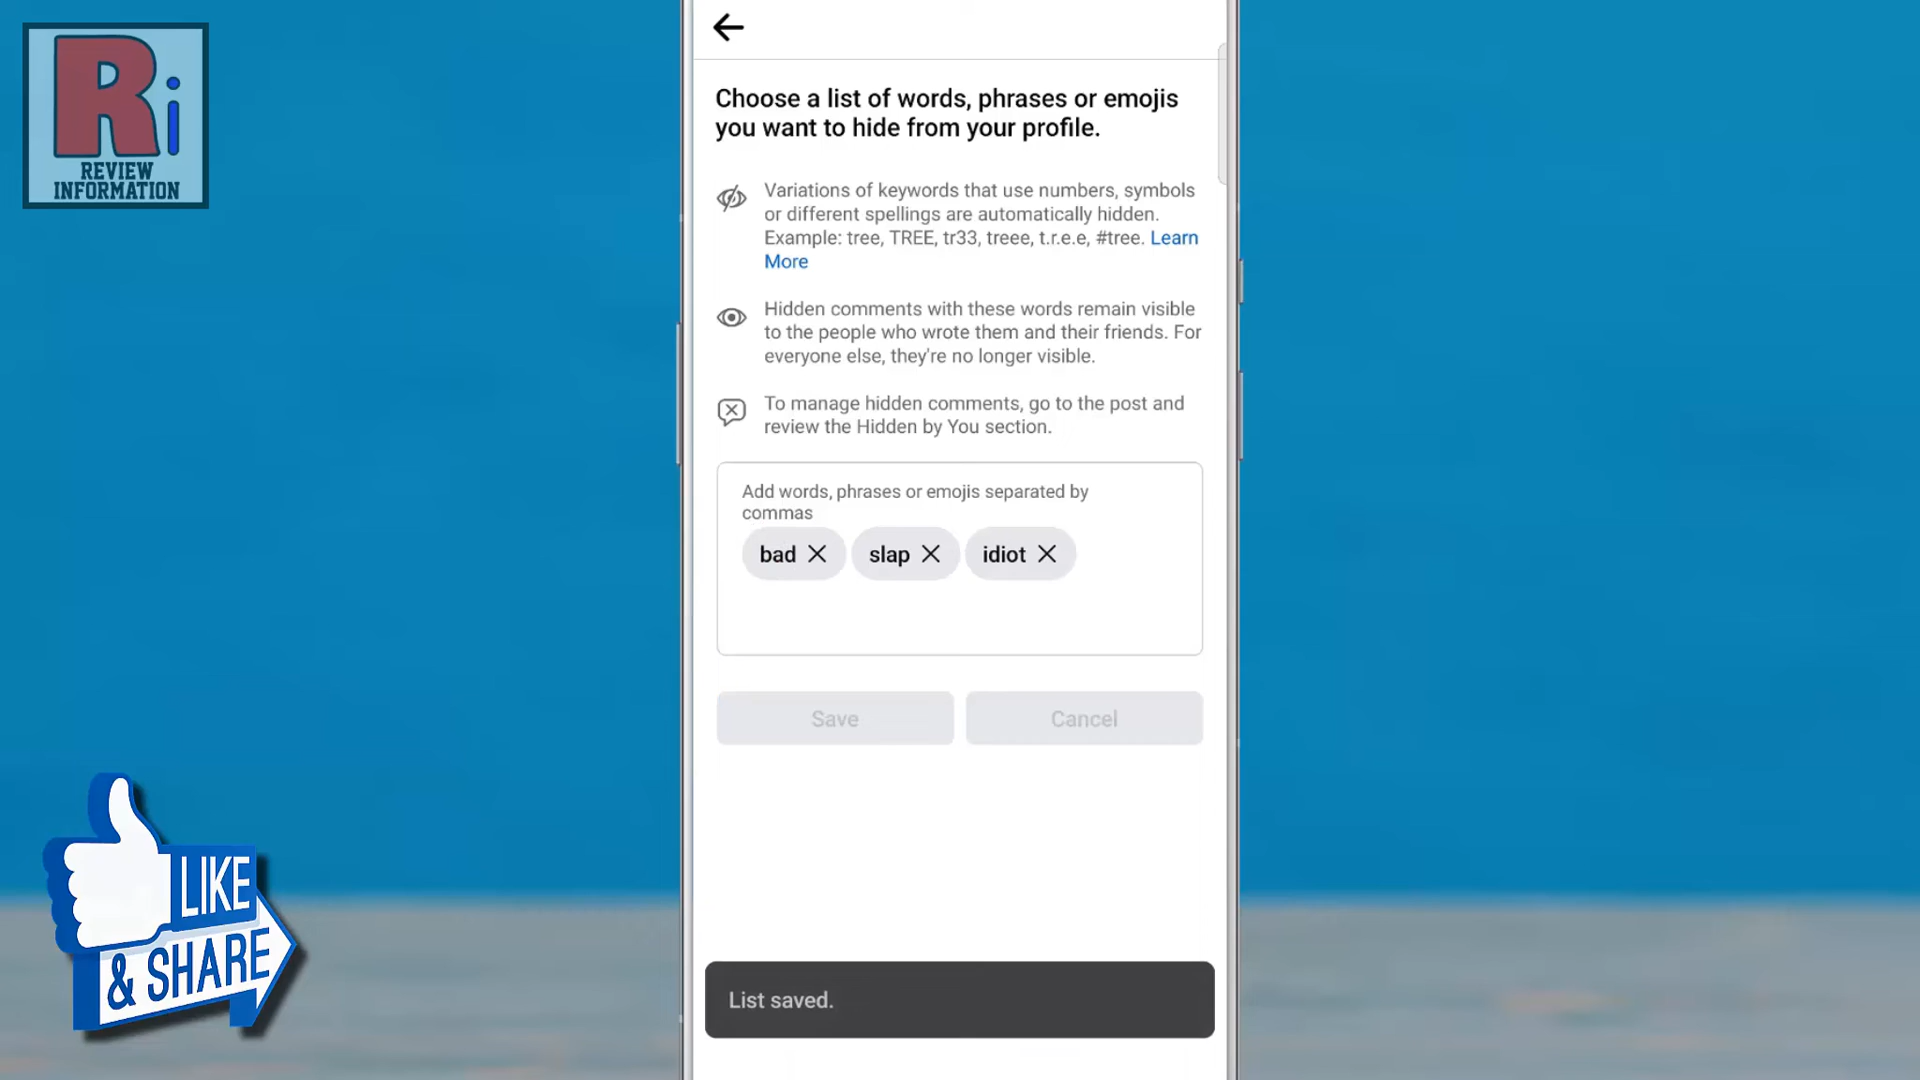 Ri
REVIEW
INFORMATION
Choose a list of words, phrases or emojis
you want to hide from your profile.
Variations of keywords that use numbers, symbols
or different spellings are automatically hidden.
Example: tree, TREE, tr33, treee, t.r.e.e, #tree. Learn
More
Hidden comments with these words remain visible
to the people who wrote them and their friends. For
everyone else, they're no longer visible.
To manage hidden comments, go to the post and
review the Hidden by You section.
Add words, phrases or emojis separated by
commas
bad slap idiot
Save Cancel
List saved.
LIKE
& SHARE